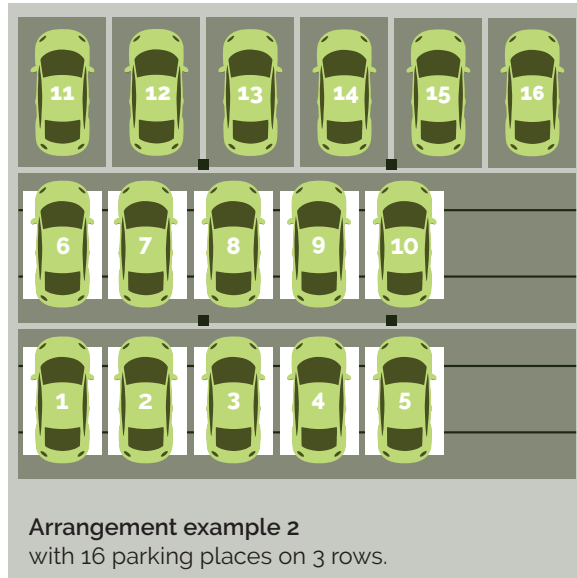 11 12 13 14 15 16
6 7 8 9 10
1 2 3 4 5
Arrangement example 2
with 16 parking places on 3 rows.